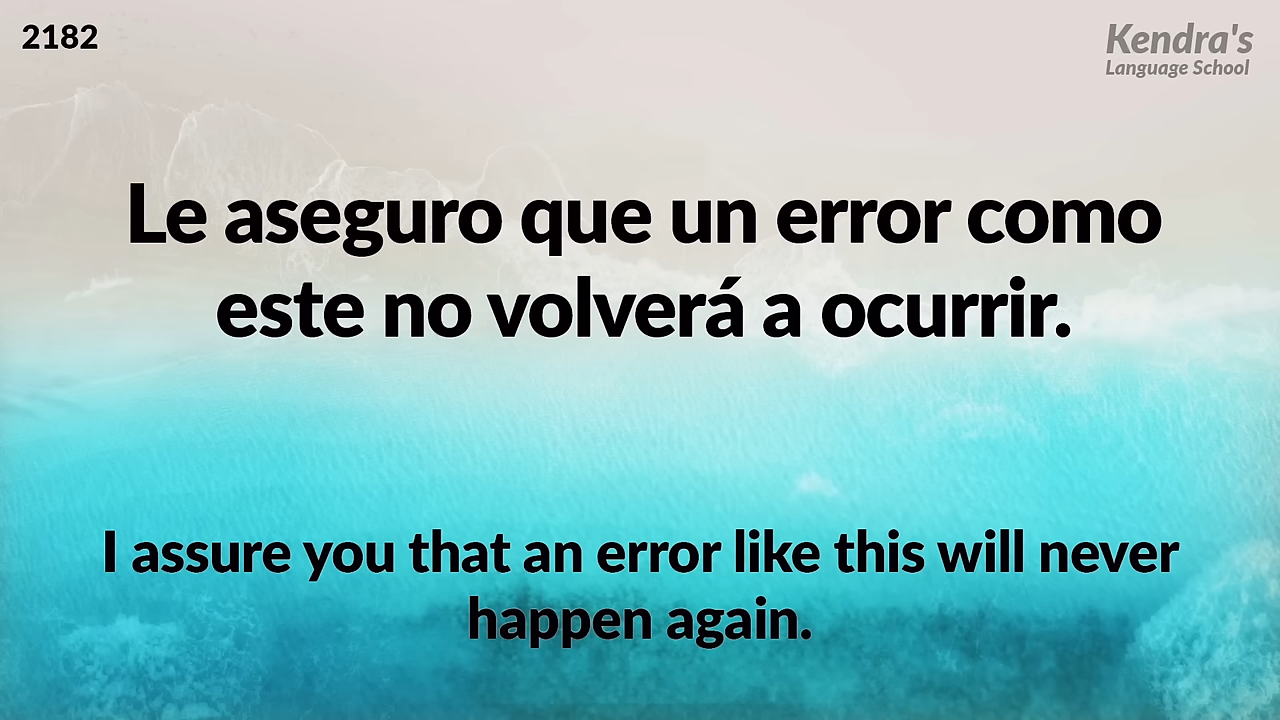 2182
Kendra's
Language School
Le aseguro que un error como
este no volverá a ocurrir.
I assure you that an error like this will never
happen again.